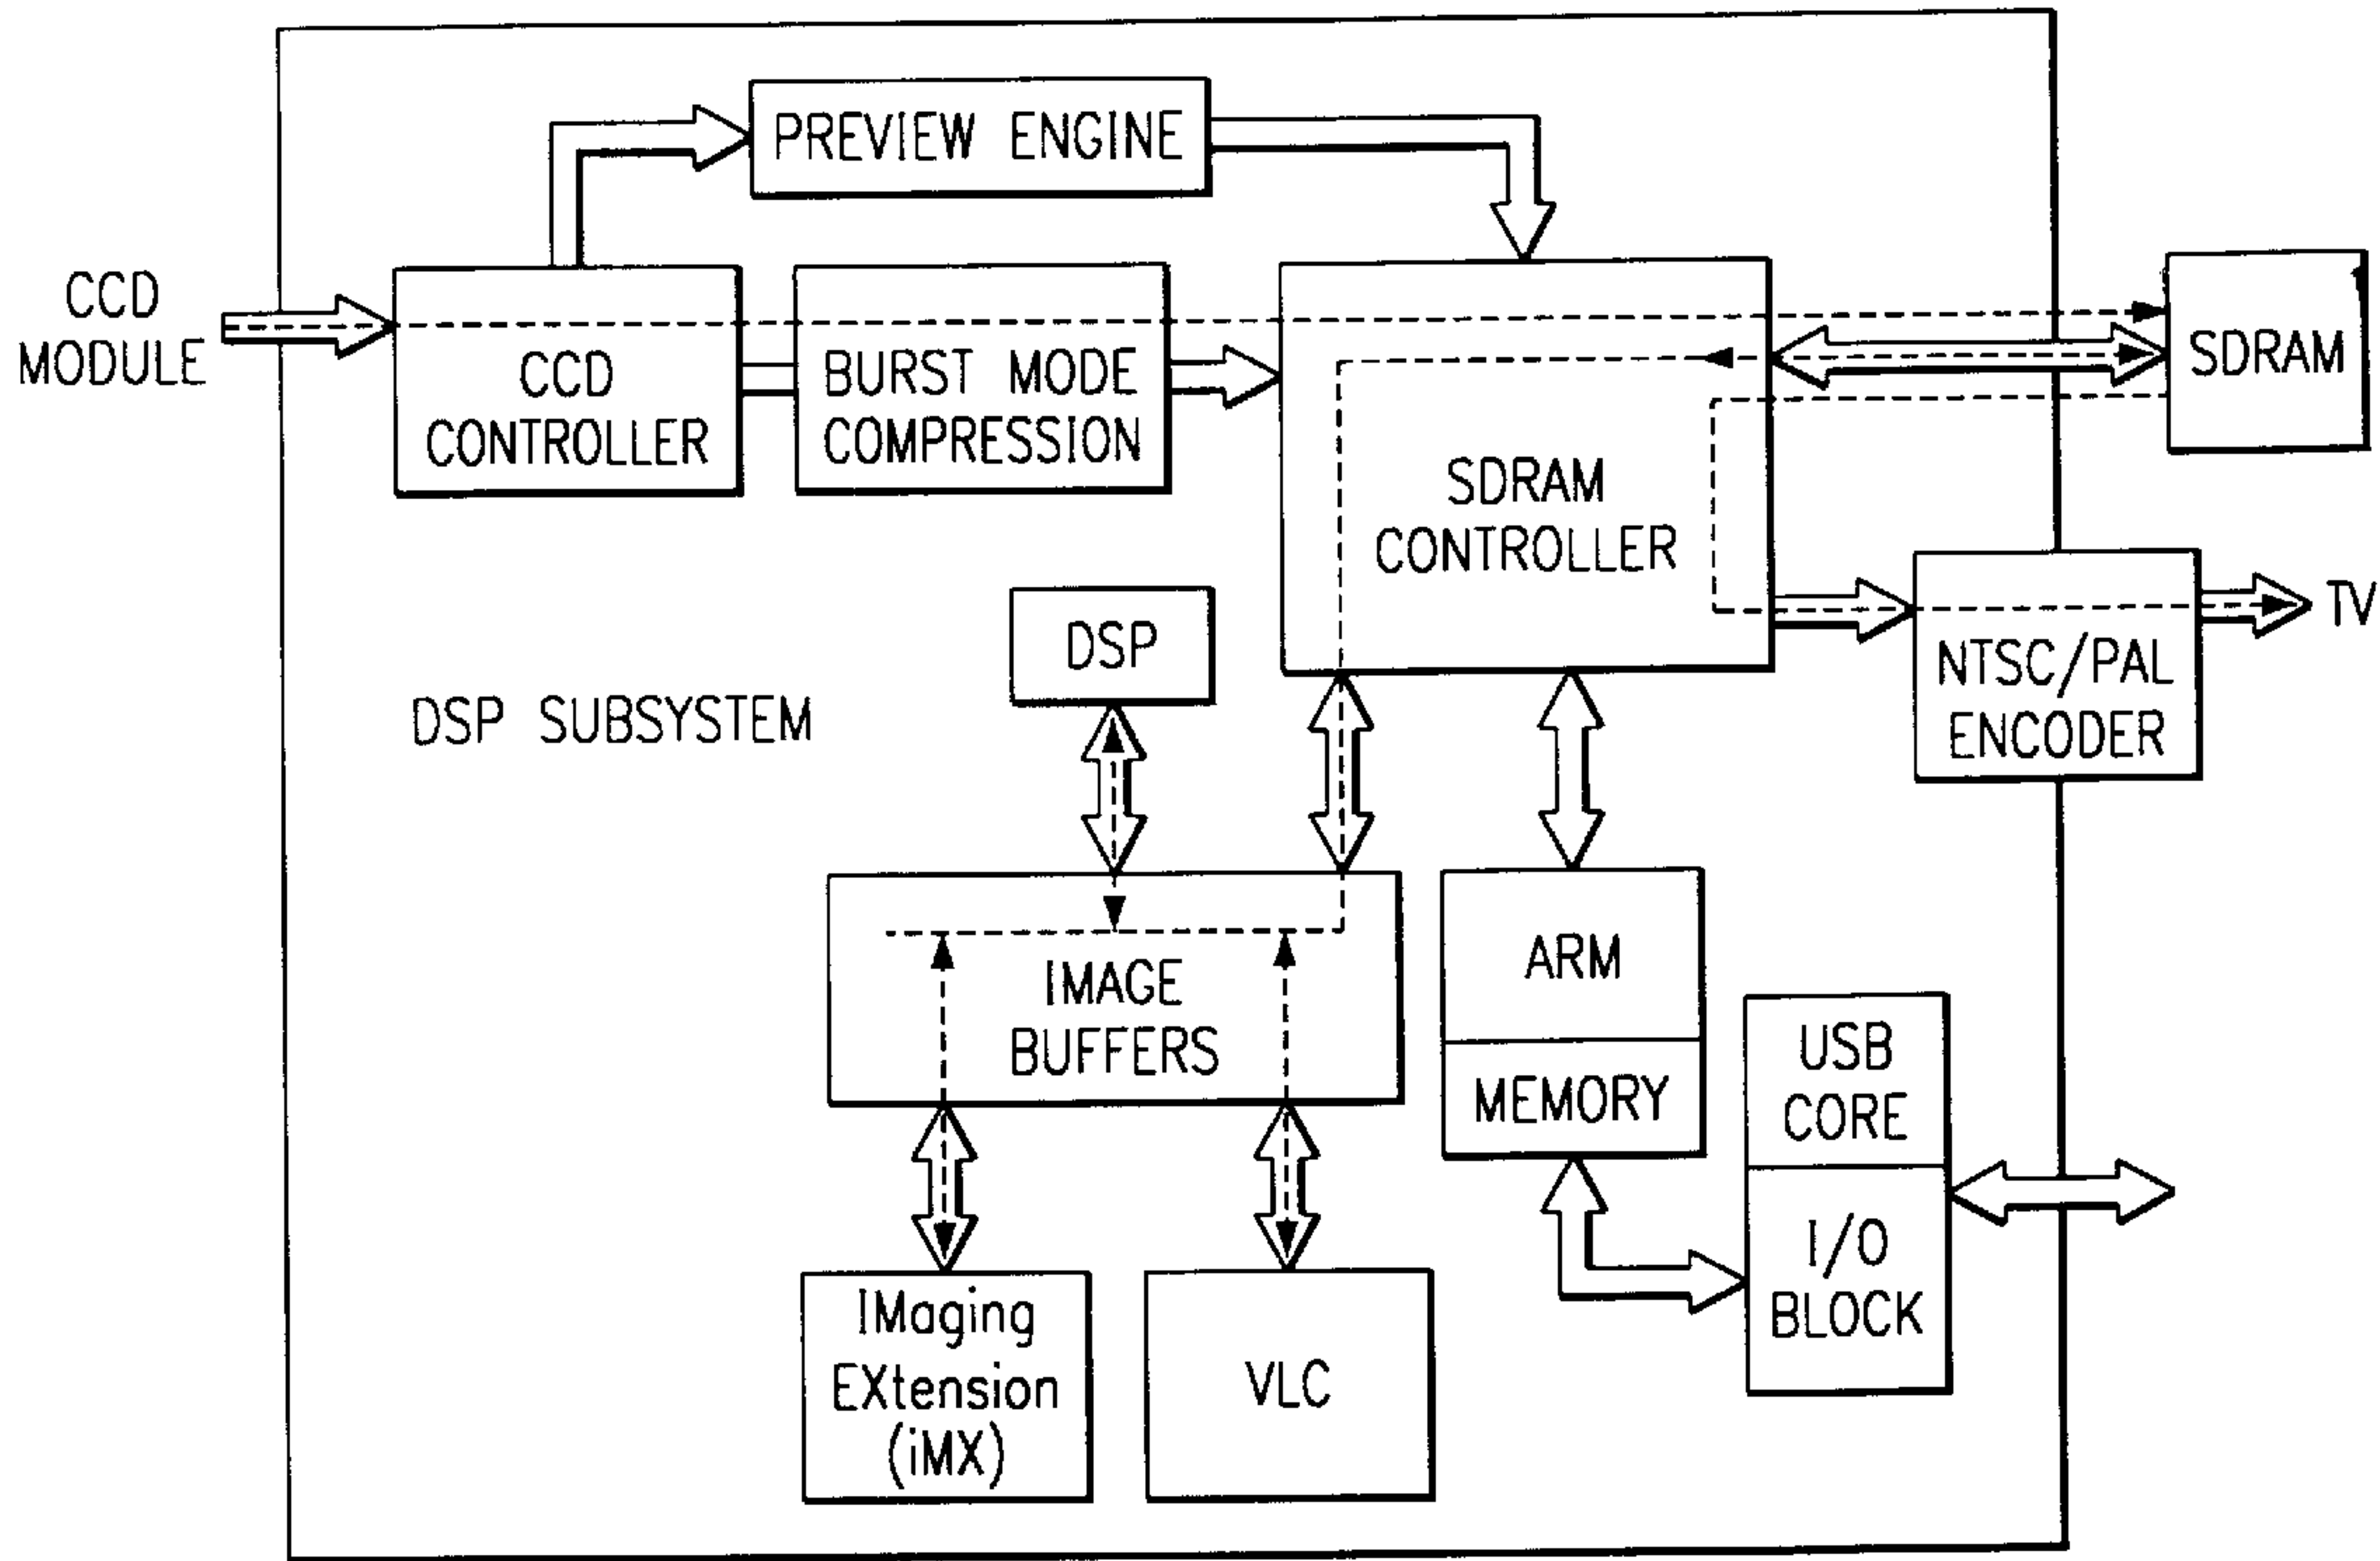 PREVIEW ENGINE
CCD
MODULE
CCD
CONTROLLER
BURST MODE
COMPRESSION
SDRAM
CONTROLLER
SDRAM
DSP
NTSC/PAL
ENCODER
TV
DSP SUBSYSTEM
IMAGE
BUFFERS
ARM
MEMORY
USB
CORE
I/O
BLOCK
IMaging
EXtension
(iMX)
VLC